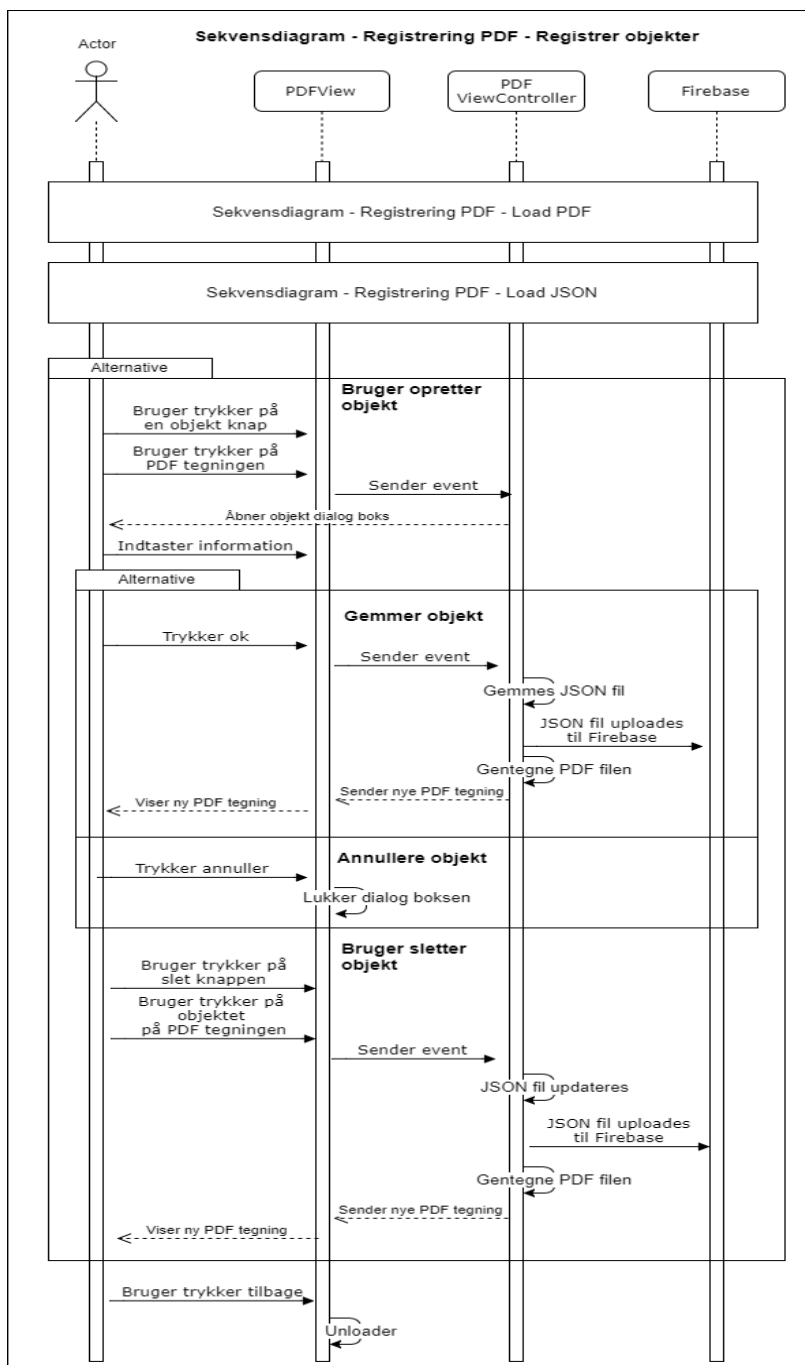 Sekvensdiagram - Registrering PDF - Registrer objekter
Actor
PDFView
PDF
ViewController
Firebase
Sekvensdiagram - Registrering PDF - Load PDF
Sekvensdiagram - Registrering PDF - Load JSON
Alternative
Bruger opretter
objekt
Bruger trykker på
en objekt knap
Bruger trykker på
PDF tegningen
Sender event
Åbner objekt dialog boks
Indtaster information
Alternative
Gemmer objekt
Trykker ok
Sender event
Gemmes JSON fil
JSON fil uploades
til Firebase
Gentegne PDF filen
Sender nye PDF tegning
Viser ny PDF tegning
Annullere objekt
Trykker annuller
Lukker dialog boksen
Bruger sletter
objekt
Bruger trykker på
slet knappen
Bruger trykker på
objektet
på PDF tegningen
Sender event
JSON fil updateres
JSON fil uploades
til Firebase
Gentegne PDF filen
Sender nye PDF tegning
Viser ny PDF tegning
Bruger trykker tilbage
Unloader